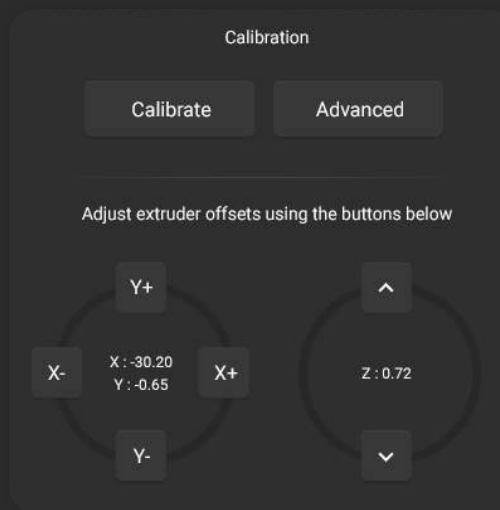 Calibration
Calibrate Advanced
Adjust extruder offsets using the buttons below
Y+
X- X : -30.20 X+ Z : 0.72
Y : -0.65
Y-